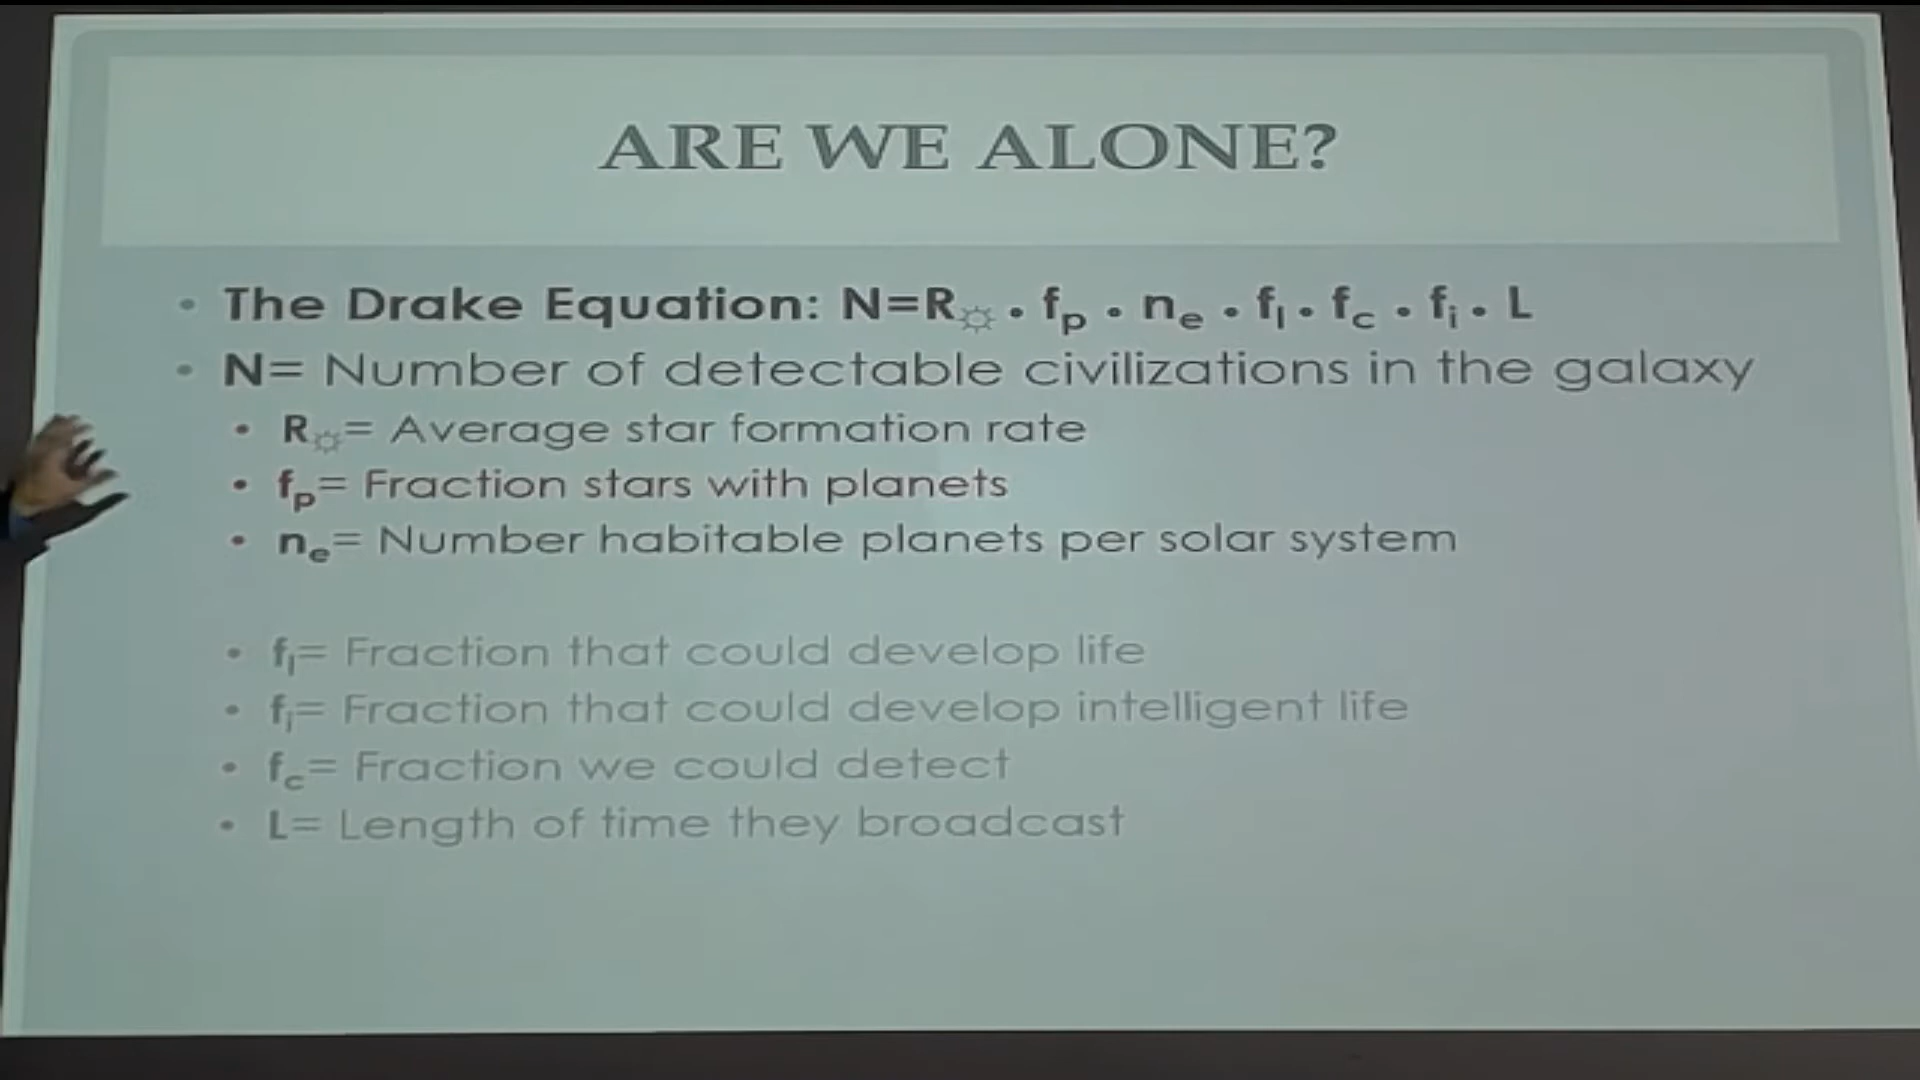 ARE WE ALONE?
• The Drake Equation: N=R☼ • fp • ne • fl • fc • fi • L
• N= Number of detectable civilizations in the galaxy
• R☼= Average star formation rate
• fp= Fraction stars with planets
• ne= Number habitable planets per solar system
• fl= Fraction that could develop life
• fi= Fraction that could develop intelligent life
• fc= Fraction we could detect
• L= Length of time they broadcast